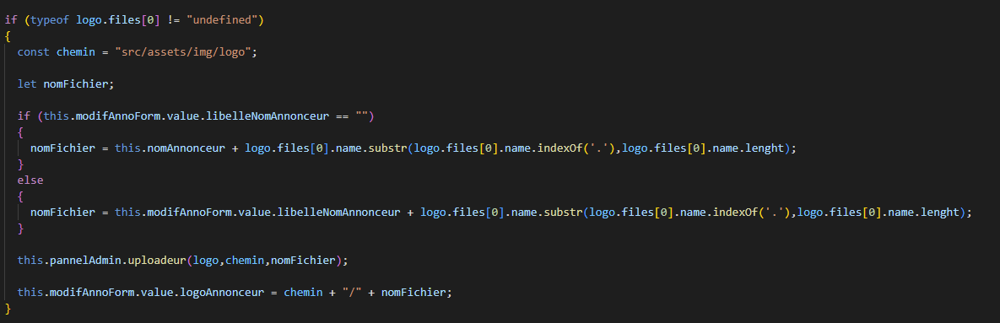 if (typeof logo.files[0] != "undefined")
{
const chemin = "src/assets/img/logo";
let nomFichier;
if (this.modifAnnoForm.value.libelleNomAnnonceur == "")
{
nomFichier = this.nomAnnonceur + logo.files[0].name.substr(logo.files[0].name.indexOf('.'),logo.files[0].name.lenght);
}
else
{
nomFichier = this.modifAnnoForm.value.libelleNomAnnonceur + logo.files[0].name.substr(logo.files[0].name.indexOf('.'),logo.files[0].name.lenght);
}
this.pannelAdmin.uploadeur(logo,chemin,nomFichier);
this.modifAnnoForm.value.logoAnnonceur = chemin + "/" + nomFichier;
}